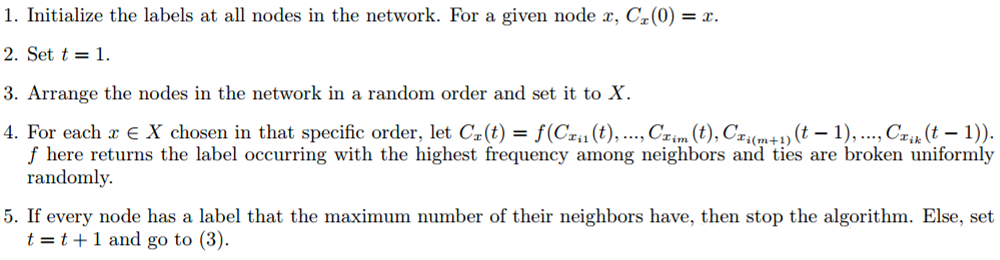 1. Initialize the labels at all nodes in the network. For a given node x, Cₓ(0) = x.
2. Set t = 1.
3. Arrange the nodes in the network in a random order and set it to X.
4. For each x ∈ X chosen in that specific order, let C_x(t) = f(C_{x_{i1}}(t), ..., C_{x_{im}}(t), C_{x_{i(m+1)}}(t − 1), ..., C_{x_{ik}}(t − 1)).
f here returns the label occurring with the highest frequency among neighbors and ties are broken uniformly
randomly.
5. If every node has a label that the maximum number of their neighbors have, then stop the algorithm. Else, set
t = t + 1 and go to (3).